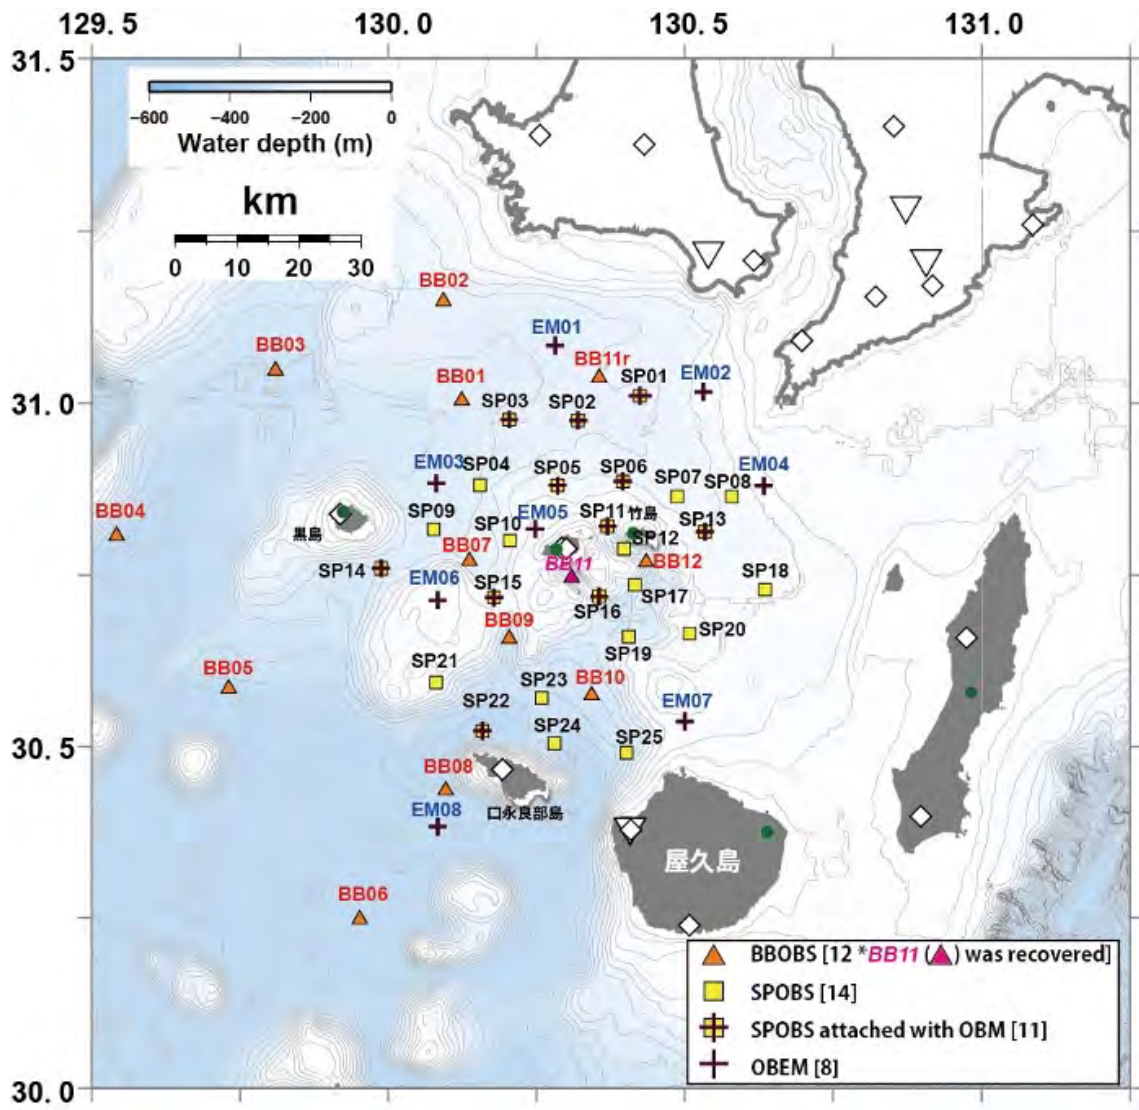 129.5 130.0 130.5 131.0
31.5
-600 -400 -200 0
Water depth (m)
km
0 10 20 30
BB02
EM01
BB03
BB11r
BB01
SP01
EM02
SP03
SP02
31.0
EM03
SP04
SP05
SP06
SP07
SP08
EM04
BB04
SP09
SP10
EM05
SP11
竹島
SP13
黒島
SP12
BB07
BB11
BB12
SP14
EM06
SP15
SP18
SP16
SP17
BB09
SP20
SP19
BB05
SP21
SP23
BB10
SP22
EM07
SP24
SP25
30.5
BB08
EM08
口永良部島
屋久島
BB06
BBOBS [12 *BB11 (▲) was recovered]
SPOBS [14]
SPOBS attached with OBM [11]
OBEM [8]
30.0